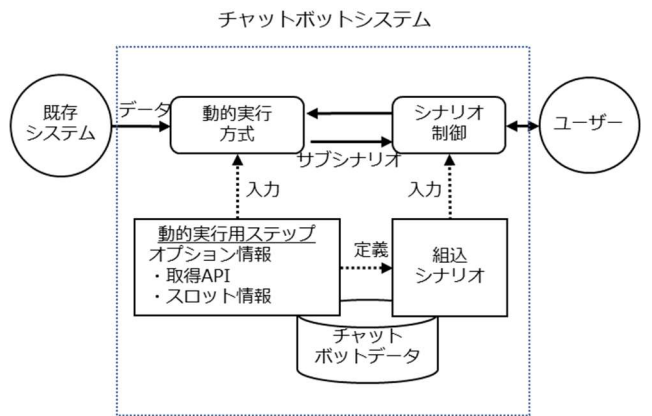 チャットボットシステム
既存
システム
データ
動的実行
方式
サブシナリオ
シナリオ
制御
ユーザー
入力
入力
動的実行用ステップ
オプション情報
・取得API
・スロット情報
定義
組込
シナリオ
チャット
ボットデータ